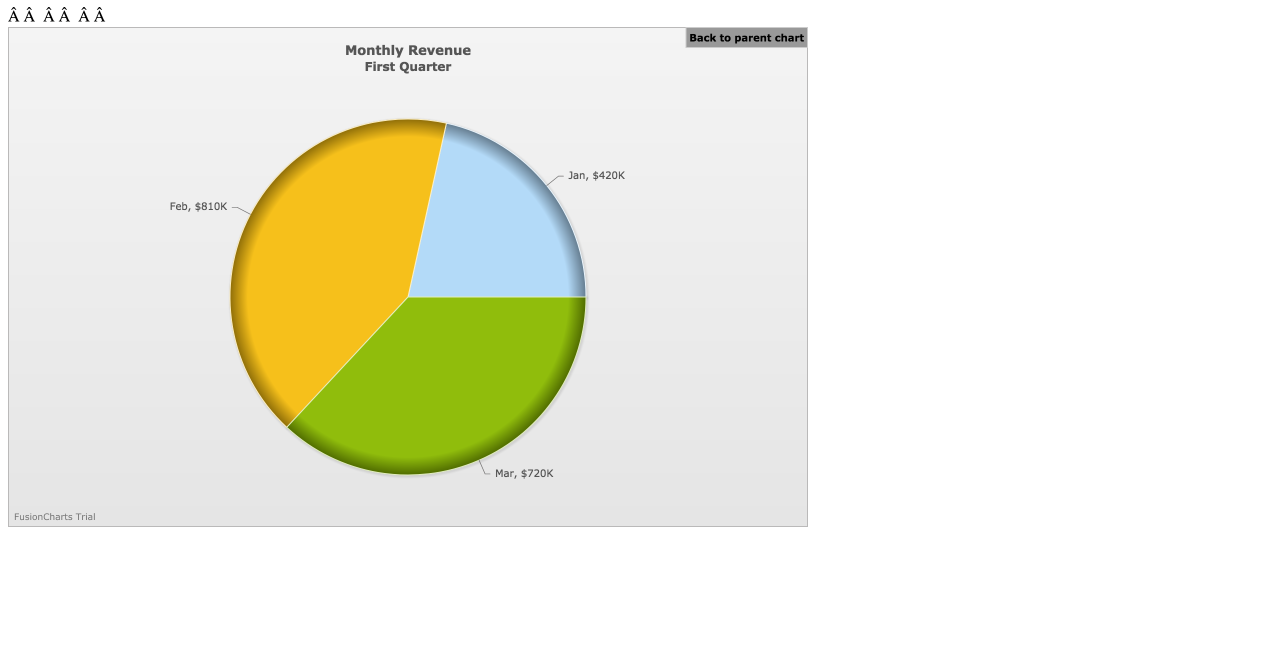 Â Â  Â Â  Â Â
Back to parent chart
Monthly Revenue
First Quarter
Jan, $420K
Feb, $810K
Mar, $720K
FusionCharts Trial